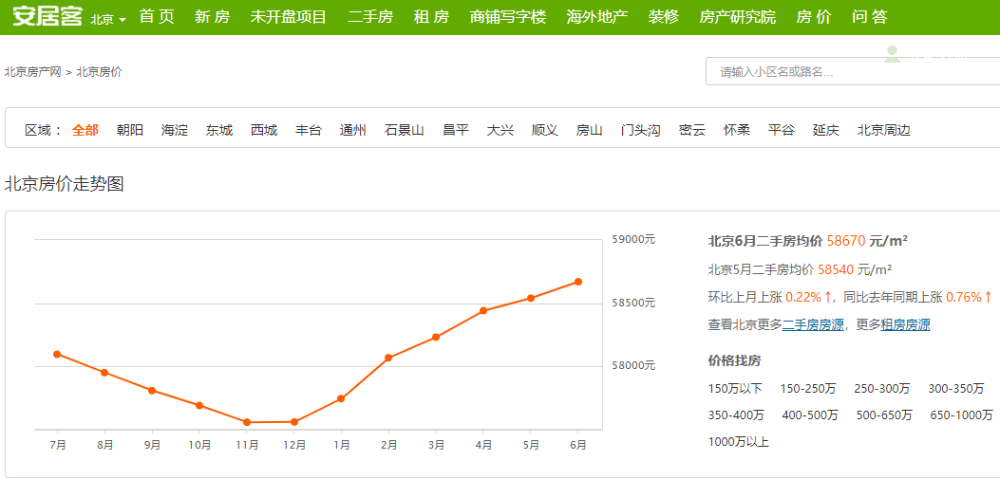 安居客 北京 首 页 新 房 未开盘项目 二手房 租 房 商铺写字楼 海外地产 装修 房产研究院 房 价 问 答
北京房产网 > 北京房价
请输入小区名或路名...
区域： 全部 朝阳 海淀 东城 西城 丰台 通州 石景山 昌平 大兴 顺义 房山 门头沟 密云 怀柔 平谷 延庆 北京周边
北京房价走势图
59000元
58500元
58000元
7月 8月 9月 10月 11月 12月 1月 2月 3月 4月 5月 6月
北京6月二手房均价 58670 元/m²
北京5月二手房均价 58540 元/m²
环比上月上涨 0.22%↑，同比去年同期上涨 0.76%↑
查看北京更多二手房房源，更多租房房源
价格找房
150万以下 150-250万 250-300万 300-350万
350-400万 400-500万 500-650万 650-1000万
1000万以上